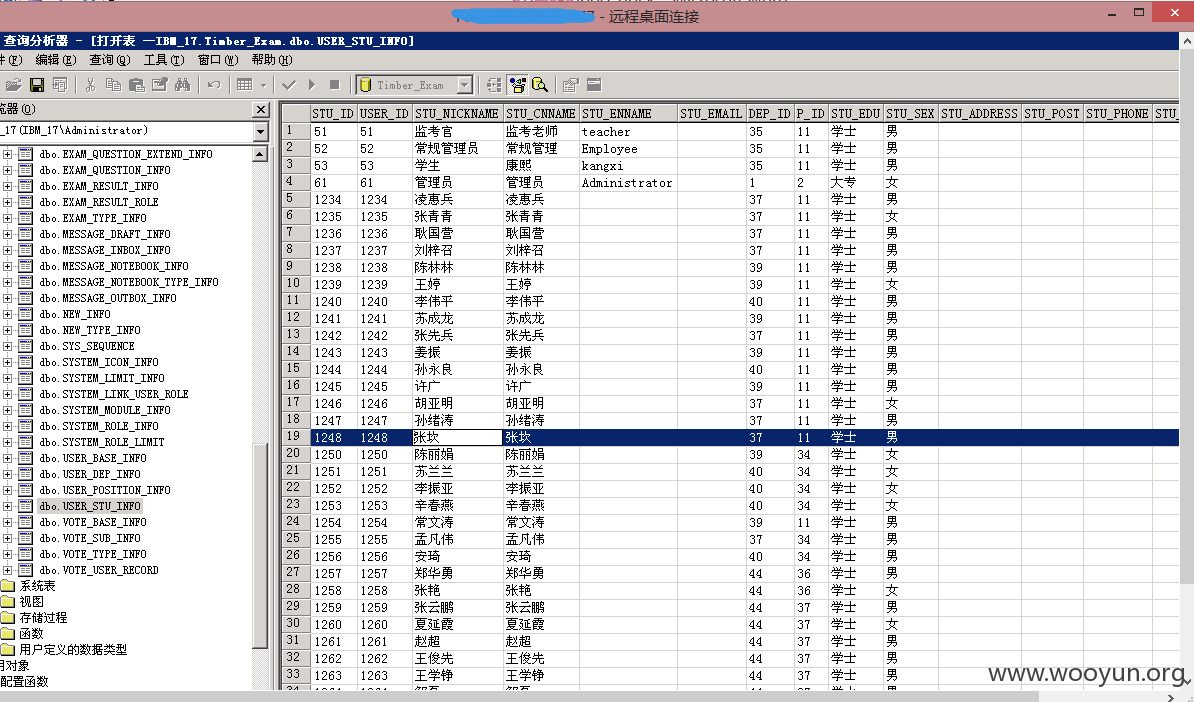 - 远程桌面连接
查询分析器 - [打开表 —IBM_17.Timber_Exam.dbo.USER_STU_INFO]
件(F) 编辑(E) 查询(Q) 工具(T) 窗口(W) 帮助(H)
Timber_Exam
览器(O)
_17(IBM_17\Administrator)
dbo.EXAM_QUESTION_EXTEND_INFO
dbo.EXAM_QUESTION_INFO
dbo.EXAM_RESULT_INFO
dbo.EXAM_RESULT_ROLE
dbo.EXAM_TYPE_INFO
dbo.MESSAGE_DRAFT_INFO
dbo.MESSAGE_INBOX_INFO
dbo.MESSAGE_NOTEBOOK_INFO
dbo.MESSAGE_NOTEBOOK_TYPE_INFO
dbo.MESSAGE_OUTBOX_INFO
dbo.NEW_INFO
dbo.NEW_TYPE_INFO
dbo.SYS_SEQUENCE
dbo.SYSTEM_ICON_INFO
dbo.SYSTEM_LIMIT_INFO
dbo.SYSTEM_LINK_USER_ROLE
dbo.SYSTEM_MODULE_INFO
dbo.SYSTEM_ROLE_INFO
dbo.SYSTEM_ROLE_LIMIT
dbo.USER_BASE_INFO
dbo.USER_DEP_INFO
dbo.USER_POSITION_INFO
dbo.USER_STU_INFO
dbo.VOTE_BASE_INFO
dbo.VOTE_SUB_INFO
dbo.VOTE_TYPE_INFO
dbo.VOTE_USER_RECORD
系统表
视图
存储过程
函数
用户定义的数据类型
用对象
配置函数
STU_ID USER_ID STU_NICKNAME STU_CNNAME STU_ENNAME STU_EMAIL DEP_ID P_ID STU_EDU STU_SEX STU_ADDRESS STU_POST STU_PHONE STU_
1 51 51 监考官 监考老师 teacher 35 11 学士 男
2 52 52 常规管理员 常规管理 Employee 35 11 学士 男
3 53 53 学生 康熙 kangxi 35 11 学士 男
4 61 61 管理员 管理员 Administrator 1 2 大专 女
5 1234 1234 凌惠兵 凌惠兵 37 11 学士 男
6 1235 1235 张青青 张青青 37 11 学士 女
7 1236 1236 耿国营 耿国营 37 11 学士 男
8 1237 1237 刘梓召 刘梓召 37 11 学士 男
9 1238 1238 陈林林 陈林林 39 11 学士 男
10 1239 1239 王婷 王婷 39 11 学士 女
11 1240 1240 李伟平 李伟平 40 11 学士 男
12 1241 1241 苏成龙 苏成龙 39 11 学士 男
13 1242 1242 张先兵 张先兵 37 11 学士 男
14 1243 1243 姜振 姜振 39 11 学士 男
15 1244 1244 孙永良 孙永良 40 11 学士 男
16 1245 1245 许广 许广 39 11 学士 男
17 1246 1246 胡亚明 胡亚明 37 11 学士 女
18 1247 1247 孙绪涛 孙绪涛 37 11 学士 男
19 1248 1248 张坎 张坎 37 11 学士 男
20 1250 1250 陈丽娟 陈丽娟 39 34 学士 女
21 1251 1251 苏兰兰 苏兰兰 40 34 学士 女
22 1252 1252 李振亚 李振亚 40 34 学士 女
23 1253 1253 辛春燕 辛春燕 40 34 学士 女
24 1254 1254 常文涛 常文涛 39 11 学士 男
25 1255 1255 孟凡伟 孟凡伟 37 34 学士 男
26 1256 1256 安琦 安琦 40 34 学士 男
27 1257 1257 郑华勇 郑华勇 44 36 学士 男
28 1258 1258 张艳 张艳 44 36 学士 女
29 1259 1259 张云鹏 张云鹏 44 37 学士 男
30 1260 1260 夏延霞 夏延霞 44 37 学士 女
31 1261 1261 赵超 赵超 44 37 学士 男
32 1262 1262 王俊先 王俊先 44 37 学士 男
33 1263 1263 王学铮 王学铮 44 37 学士 男
www.wooyun.org